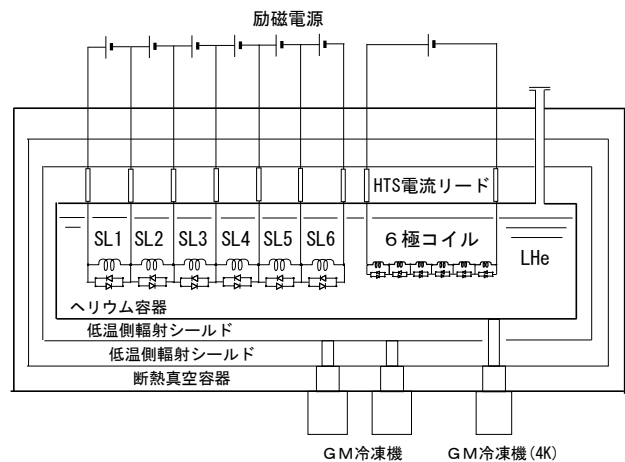 励磁電源
HTS電流リード
SL1 SL2 SL3 SL4 SL5 SL6 6極コイル LHe
ヘリウム容器
低温側輻射シールド
低温側輻射シールド
断熱真空容器
GM冷凍機 GM冷凍機(4K)